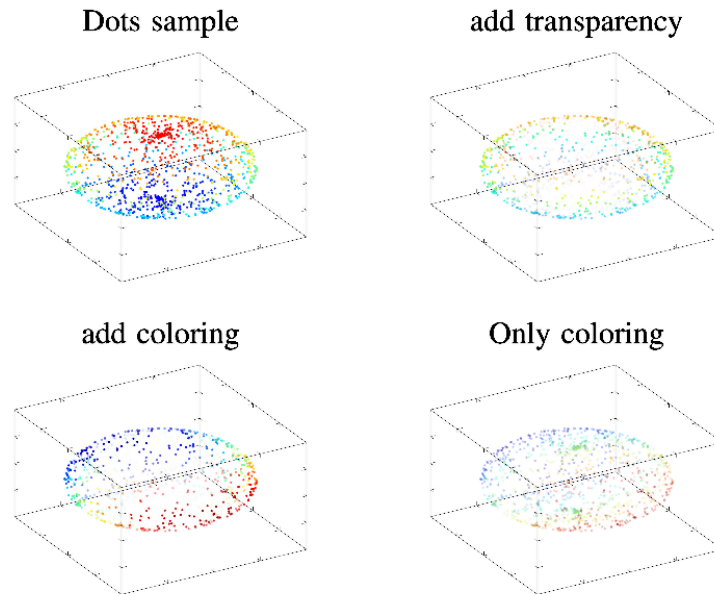 Dots sample
add transparency
add coloring
Only coloring